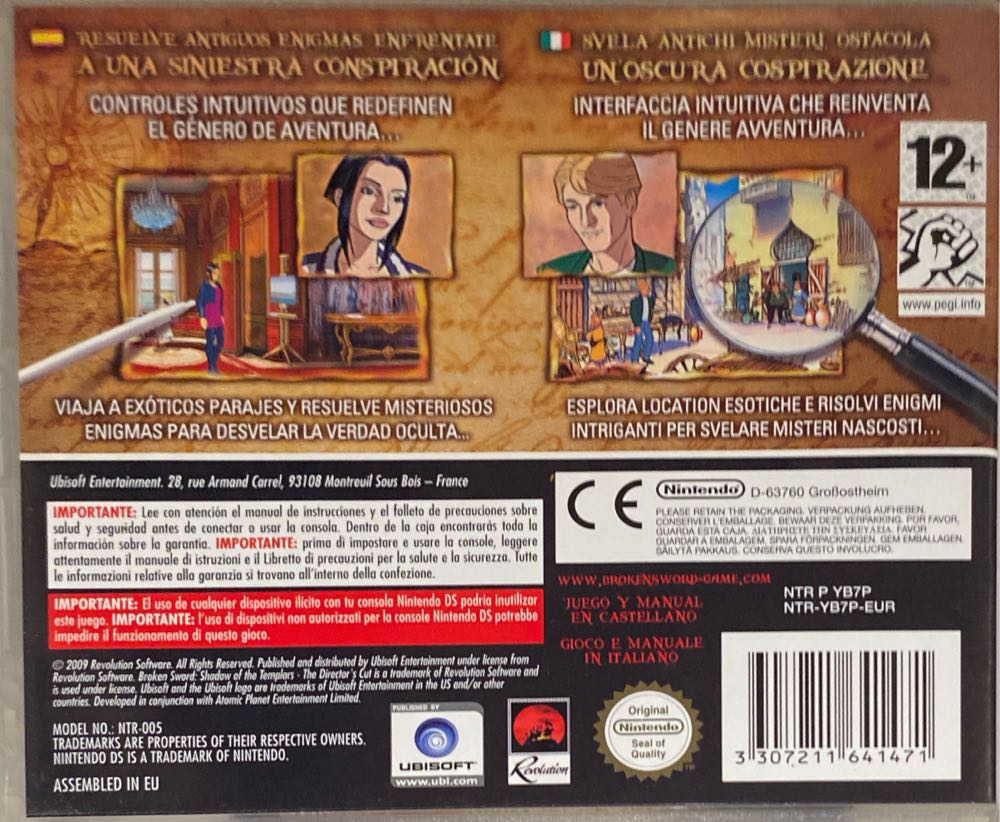 RESUELVE ANTIGUOS ENIGMAS, ENFRENTATE
A UNA SINIESTRA CONSPIRACIÓN
CONTROLES INTUITIVOS QUE REDEFINEN
EL GÉNERO DE AVENTURA...
VIAJA A EXÓTICOS PARAJES Y RESUELVE MISTERIOSOS
ENIGMAS PARA DESVELAR LA VERDAD OCULTA...
SVELA ANTICHI MISTERI, OSTACOLA
UN'OSCURA COSPIRAZIONE
INTERFACCIA INTUITIVA CHE REINVENTA
IL GENERE AVVENTURA...
ESPLORA LOCATION ESOTICHE E RISOLVI ENIGMI
INTRIGANTI PER SVELARE MISTERI NASCOSTI...
12+
www.pegi.info
Ubisoft Entertainment. 28, rue Armand Carrel, 93108 Montreuil Sous Bois – France
IMPORTANTE: Lee con atención el manual de instrucciones y el folleto de precauciones sobre
salud y seguridad antes de conectar o usar la consola. Dentro de la caja encontrarás toda la
información sobre la garantía. IMPORTANTE: prima di impostare e usare la console, leggere
attentamente il manuale di istruzioni e il Libretto di precauzioni per la salute e la sicurezza. Tutte
le informazioni relative alla garanzia si trovano all'interno della confezione.
IMPORTANTE: El uso de cualquier dispositivo ilícito con tu consola Nintendo DS podría inutilizar
este juego. IMPORTANTE: l'uso di dispositivi non autorizzati per la console Nintendo DS potrebbe
impedire il funzionamento di questo gioco.
© 2009 Revolution Software. All Rights Reserved. Published and distributed by Ubisoft Entertainment under license from
Revolution Software. Broken Sword: Shadow of the Templars - The Director's Cut is a trademark of Revolution Software and
is used under license. Ubisoft and the Ubisoft logo are trademarks of Ubisoft Entertainment in the US and/or other
countries. Developed in conjunction with Atomic Planet Entertainment Limited.
MODEL NO.: NTR-005
TRADEMARKS ARE PROPERTIES OF THEIR RESPECTIVE OWNERS.
NINTENDO DS IS A TRADEMARK OF NINTENDO.
ASSEMBLED IN EU
PUBLISHED BY
UBISOFT
www.ubi.com
Revolution
CE
Nintendo D-63760 Großostheim
PLEASE RETAIN THE PACKAGING. VERPACKUNG AUFHEBEN.
CONSERVER L'EMBALLAGE. BEWAAR DEZE VERPAKKING. POR FAVOR,
GUARDA ESTA CAJA. ΔΙΑΤΗΡΕΙΤΕ ΤΗΝ ΣΥΣΚΕΥΑΣΙΑ. FAVOR
GUARDAR A EMBALAGEM. SPARA FÖRPACKNINGEN. GEM EMBALLAGEN.
SÄILYTÄ PAKKAUS. CONSERVA QUESTO INVOLUCRO.
WWW.BROKENSWORD-GAME.COM
JUEGO Y MANUAL
EN CASTELLANO
GIOCO E MANUALE
IN ITALIANO
NTR P YB7P
NTR-YB7P-EUR
Original
Nintendo
Seal of
Quality
3 307211 641471